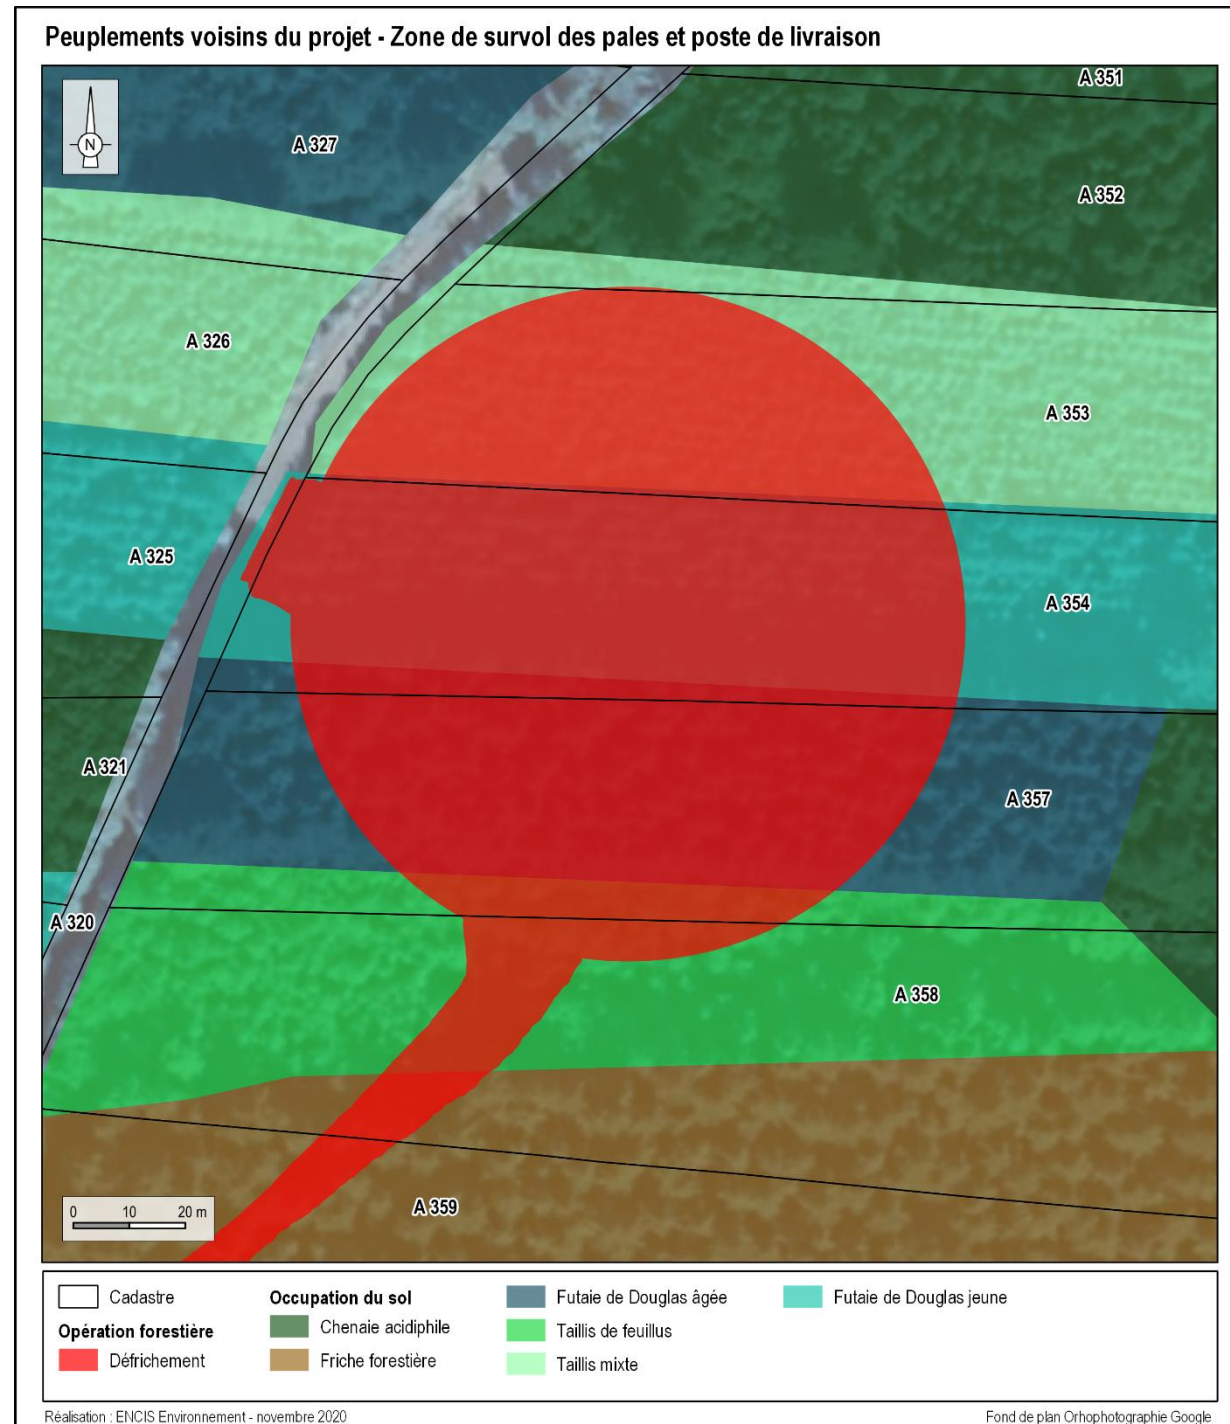 Peuplements voisins du projet - Zone de survol des pales et poste de livraison
N
A 351
A 327
A 352
A 326
A 353
A 325
A 354
A 321
A 357
A 320
A 358
A 359
0 10 20 m
Cadastre
Opération forestière
Défrichement
Occupation du sol
Chenaie acidiphile
Friche forestière
Futaie de Douglas âgée
Taillis de feuillus
Taillis mixte
Futaie de Douglas jeune
Réalisation : ENCIS Environnement - novembre 2020
Fond de plan Orhophotographie Google